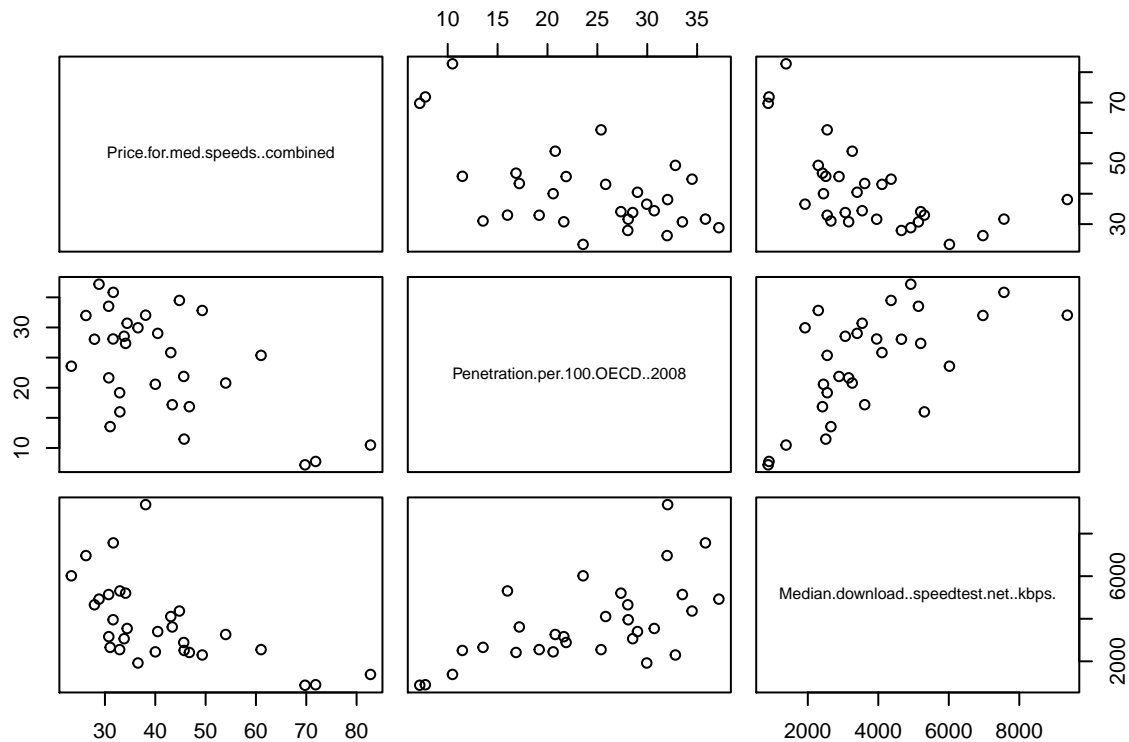 10 15 20 25 30 35
Price.for.med.speeds..combined
30 50 70
10 20 30
Penetration.per.100.OECD..2008
Median.download..speedtest.net..kbps.
2000 6000
30 40 50 60 70 80
2000 4000 6000 8000